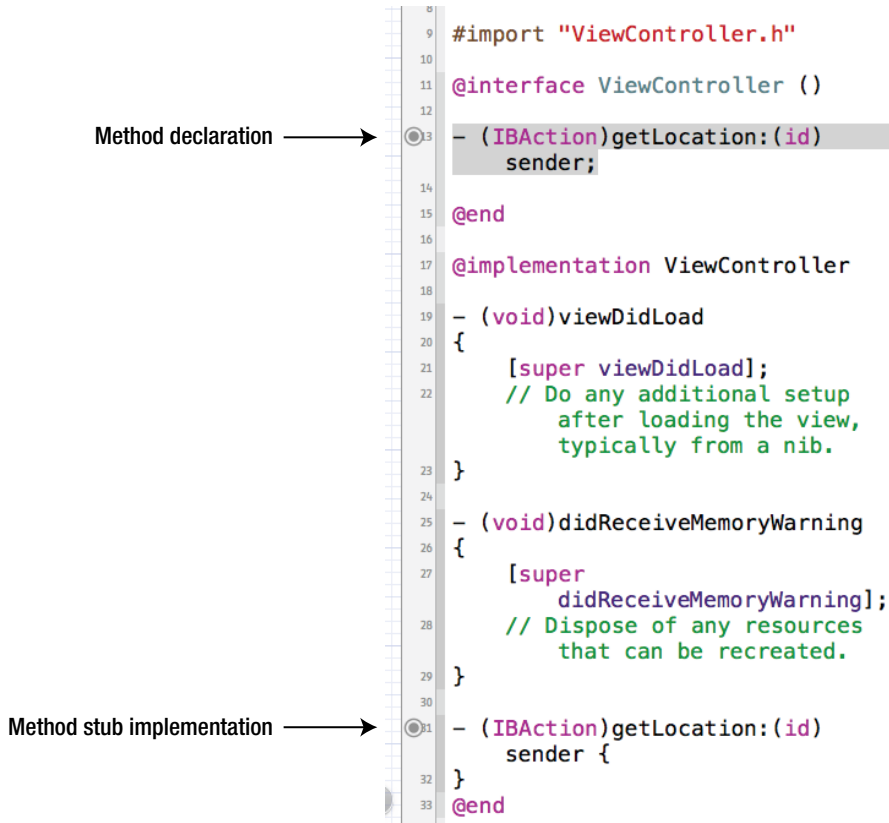 8
9 #import "ViewController.h"
10
11 @interface ViewController ()
12
Method declaration 13 - (IBAction)getLocation:(id)
sender;
14
15 @end
16
17 @implementation ViewController
18
19 - (void)viewDidLoad
20 {
21 [super viewDidLoad];
22 // Do any additional setup
after loading the view,
typically from a nib.
23 }
24
25 - (void)didReceiveMemoryWarning
26 {
27 [super
didReceiveMemoryWarning];
28 // Dispose of any resources
that can be recreated.
29 }
30
Method stub implementation 31 - (IBAction)getLocation:(id)
sender {
32 }
33 @end